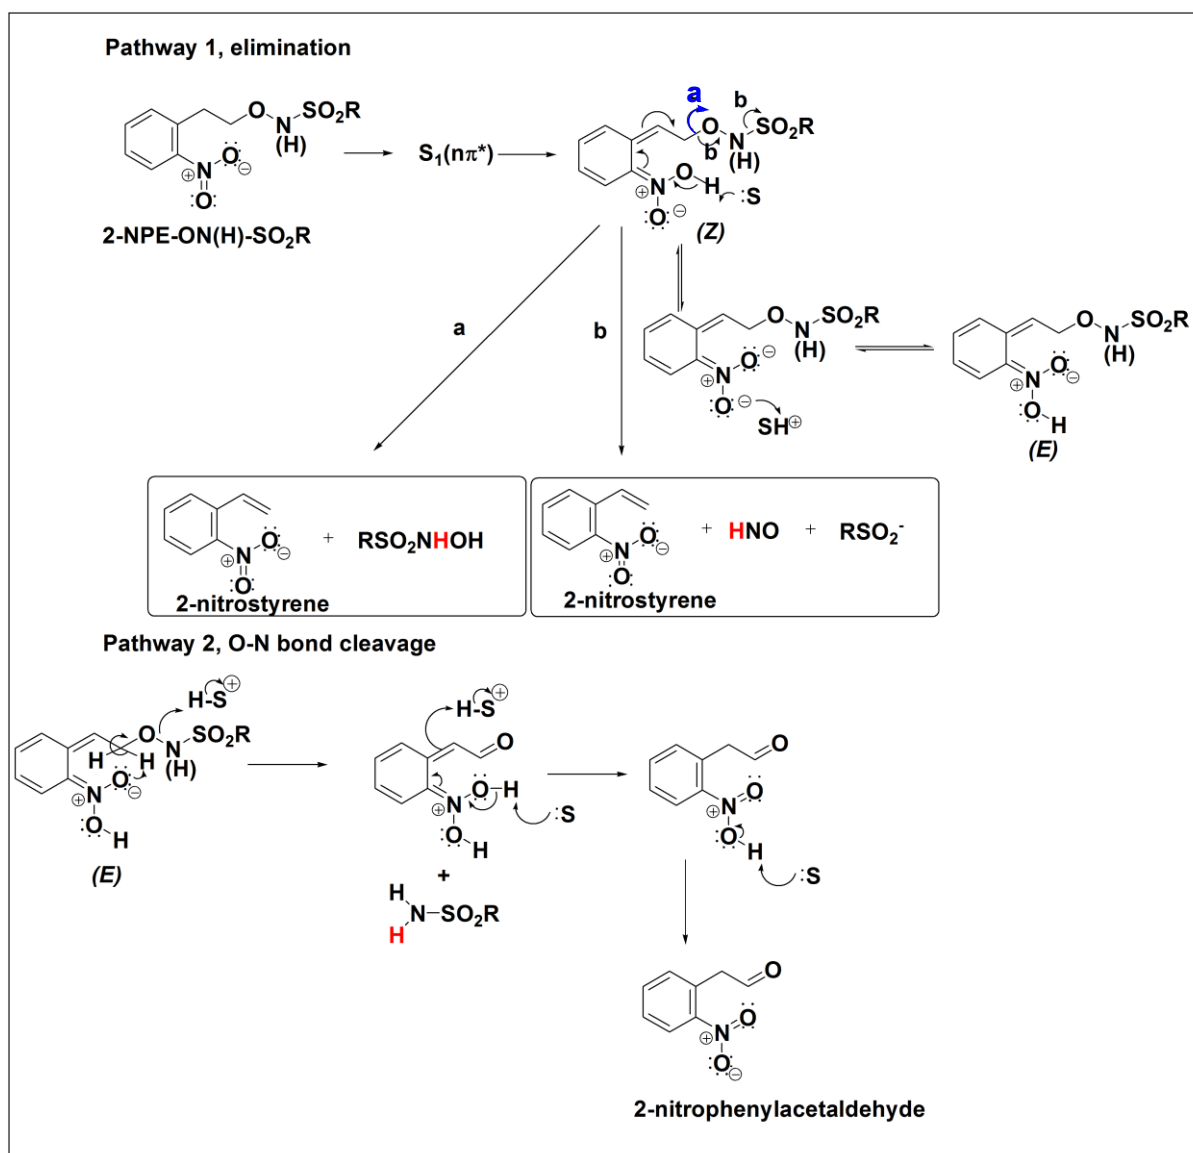 Pathway 1, elimination
O
N
(H)
SO₂R
N
O
⊕
⊖
O
2-NPE-ON(H)-SO₂R
S₁(nπ*)
a
b
O
b
N
(H)
SO₂R
O
H
N
⊕
O
⊖
:S
(Z)
a
b
O
N
(H)
SO₂R
N
⊕
O
⊖
O
⊖
SH⊕
O
N
(H)
SO₂R
N
⊕
O
⊖
O
H
(E)
N
⊕
O
⊖
O
2-nitrostyrene
+
RSO₂NHOH
N
⊕
O
⊖
O
2-nitrostyrene
+
HNO
+
RSO₂⁻
Pathway 2, O-N bond cleavage
H-S⊕
O
N
(H)
SO₂R
H
H
N
⊕
O
⊖
O
H
(E)
H-S⊕
O
N
⊕
O-H
O
H
:S
+
H
N
H
SO₂R
O
N
⊕
O
O
H
:S
O
N
⊕
O
O
⊖
2-nitrophenylacetaldehyde